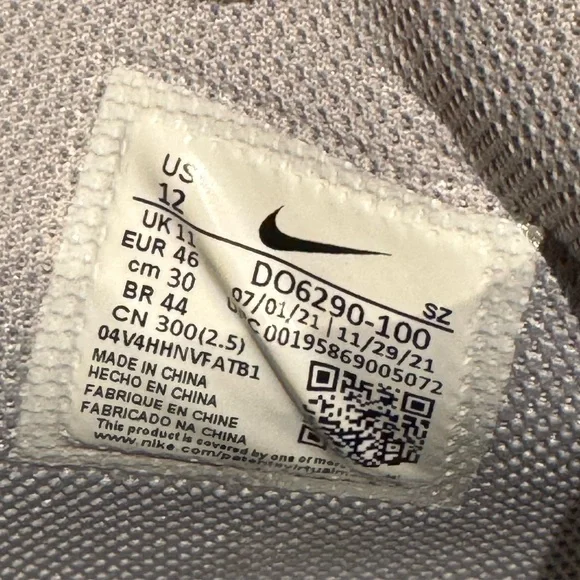 US
12
UK 11
EUR 46
cm 30
BR 44
CN 300(2.5)
04V4HHNVFATB1
MADE IN CHINA
HECHO EN CHINA
FABRIQUE EN CHINE
FABRICADO NA CHINA
This product is covered by one or more
www.nike.com/patents
SZ
DO6290-100
07/01/21 | 11/29/21
00195869005072